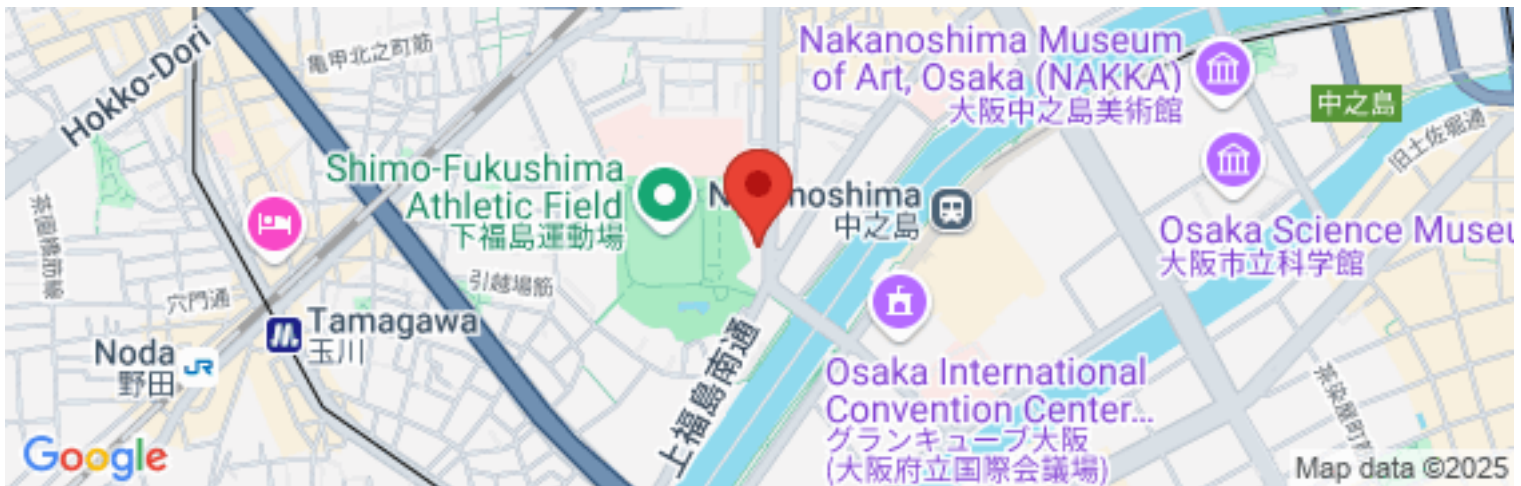 Hokko-Dori
亀甲北之町筋
Nakanoshima Museum
of Art, Osaka (NAKKA)
大阪中之島美術館
中之島
旧土佐堀通
Shimo-Fukushima
Athletic Field
下福島運動場
中之島
Osaka Science Museu
大阪市立科学館
引越場筋
穴門通
Tamagawa
玉川
Noda
野田
JR
上福島南通
Osaka International
Convention Center...
グランキューブ大阪
(大阪府立国際会議場)
Google
Map data ©2025